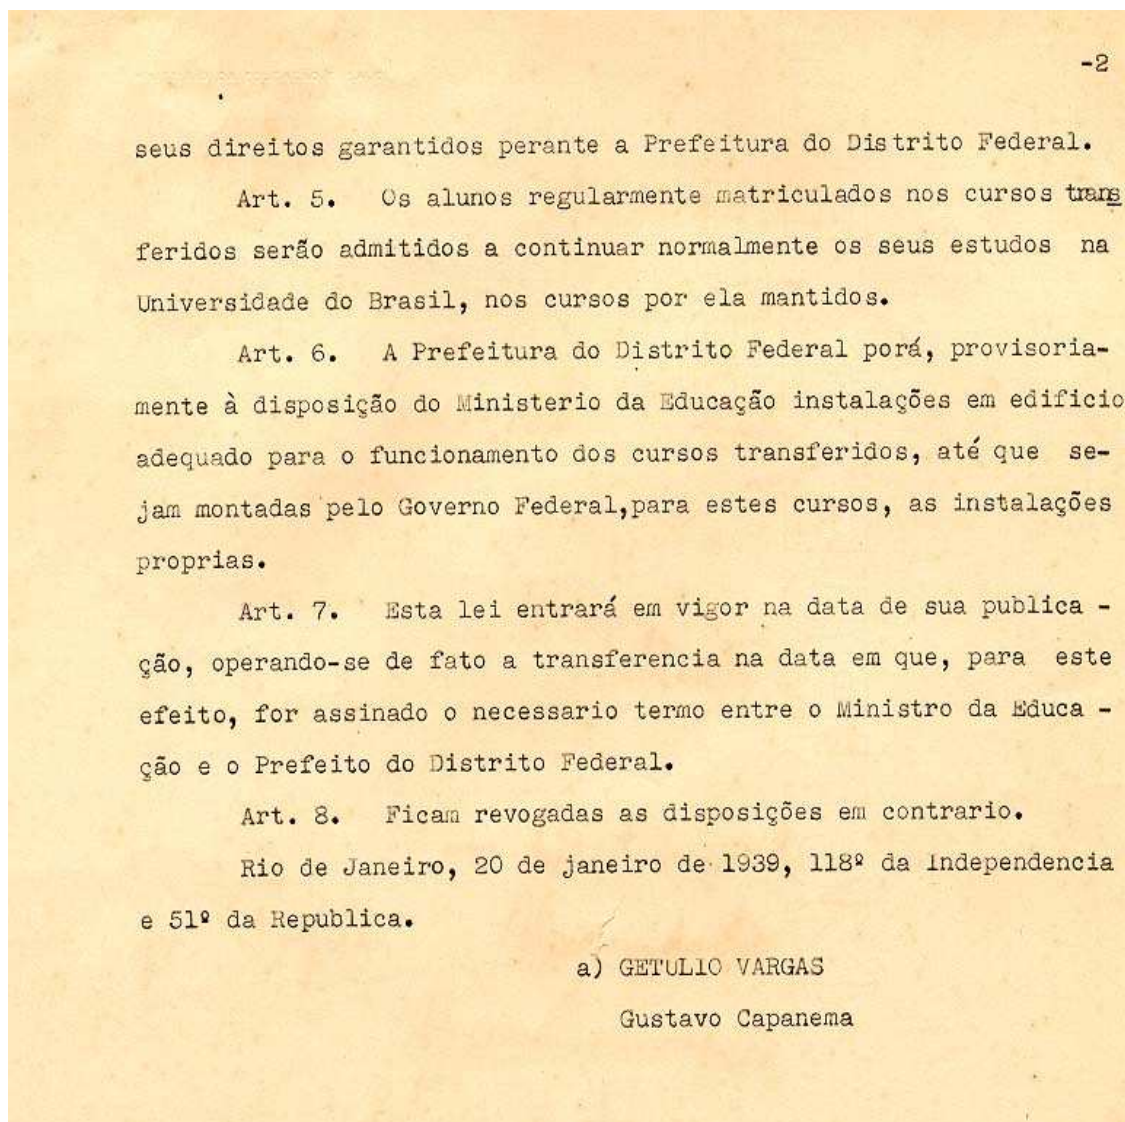 -2
seus direitos garantidos perante a Prefeitura do Distrito Federal.
Art. 5. Os alunos regularmente matriculados nos cursos trans
feridos serão admitidos a continuar normalmente os seus estudos na
Universidade do Brasil, nos cursos por ela mantidos.
Art. 6. A Prefeitura do Distrito Federal porá, provisoria-
mente à disposição do Ministerio da Educação instalações em edificio
adequado para o funcionamento dos cursos transferidos, até que se-
jam montadas pelo Governo Federal,para estes cursos, as instalações
proprias.
Art. 7. Esta lei entrará em vigor na data de sua publica -
ção, operando-se de fato a transferencia na data em que, para este
efeito, for assinado o necessario termo entre o Ministro da Educa -
ção e o Prefeito do Distrito Federal.
Art. 8. Ficam revogadas as disposições em contrario.
Rio de Janeiro, 20 de janeiro de 1939, 118º da Independencia
e 51º da Republica.
a) GETULIO VARGAS
Gustavo Capanema